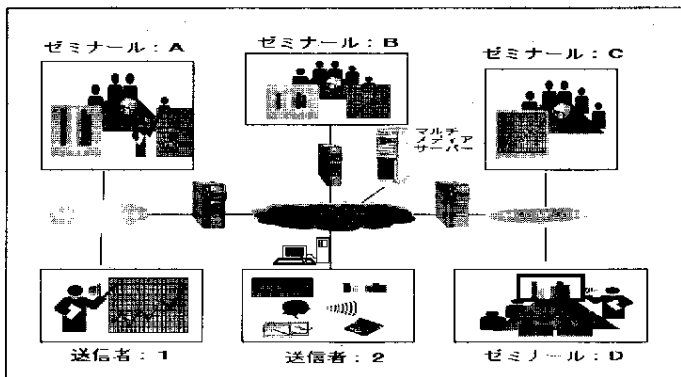 ゼミナール：A
ゼミナール：B
ゼミナール：C
マルチ
メディア
サーバー
送信者：1
送信者：2
ゼミナール：D